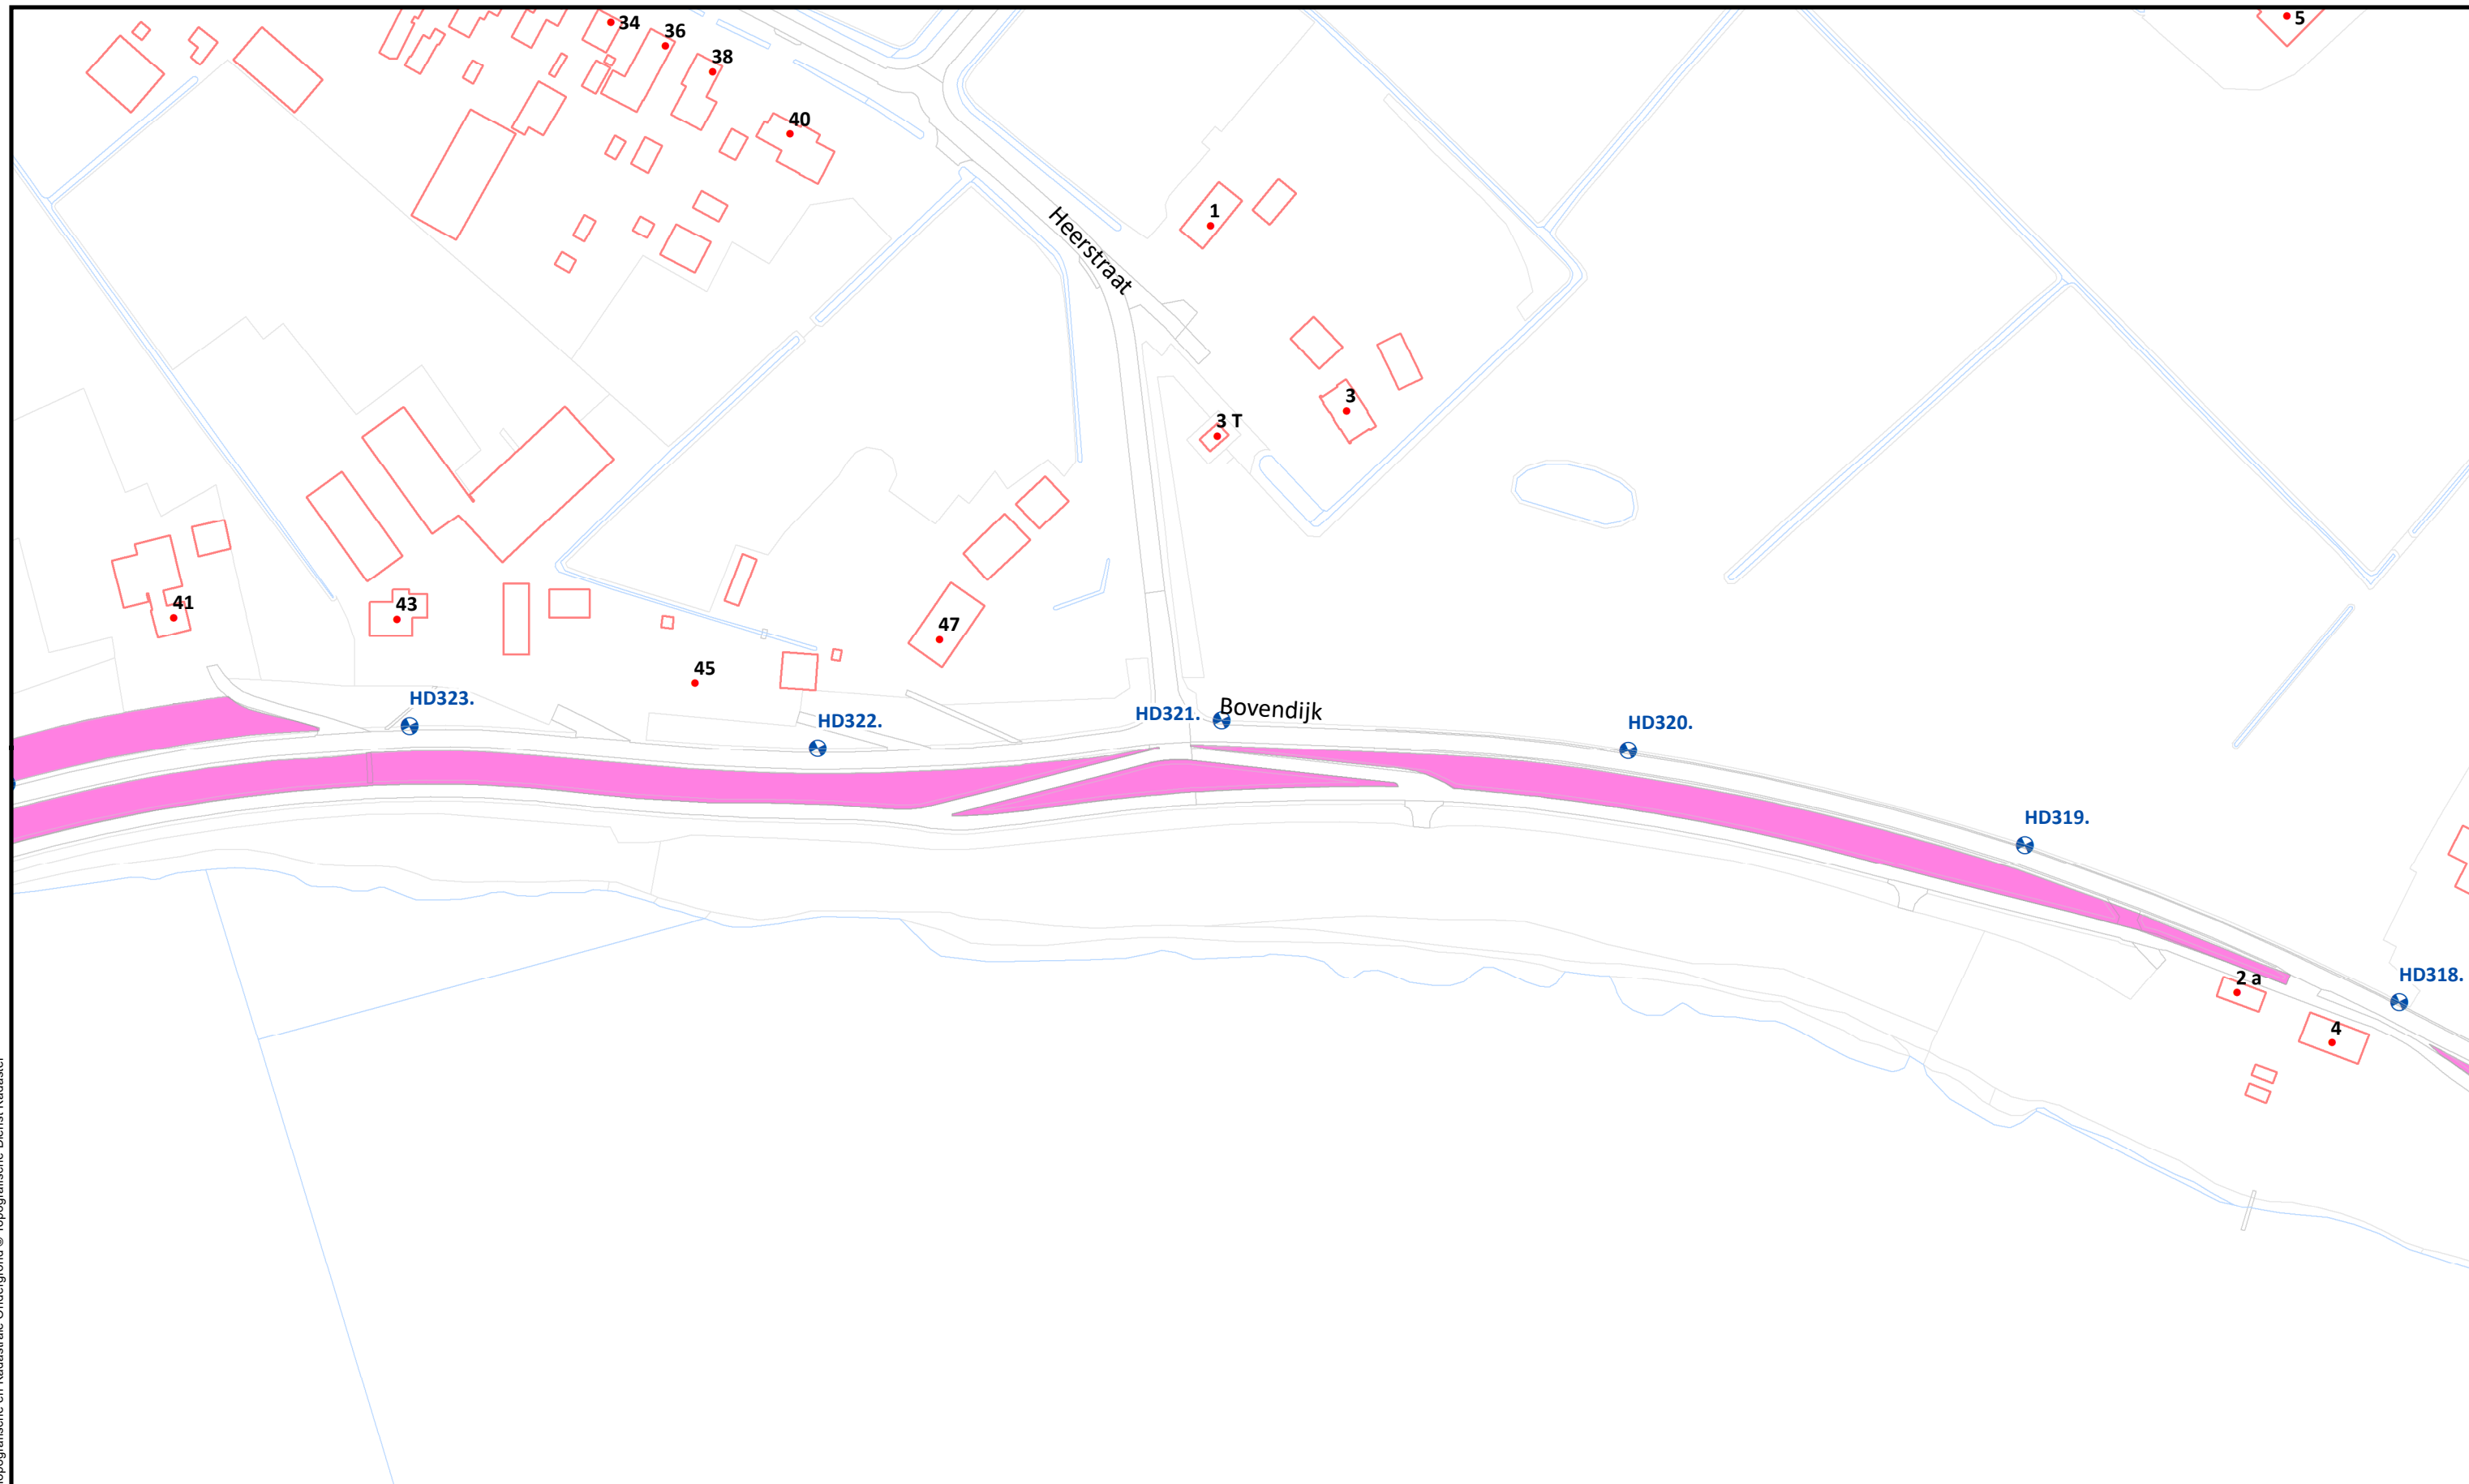 34
5
36
38
40
1
Heerstraat
3
3 T
41
43
47
45
HD323.
HD322.
HD321.
Bovendijk
HD320.
HD319.
HD318.
2 a
4